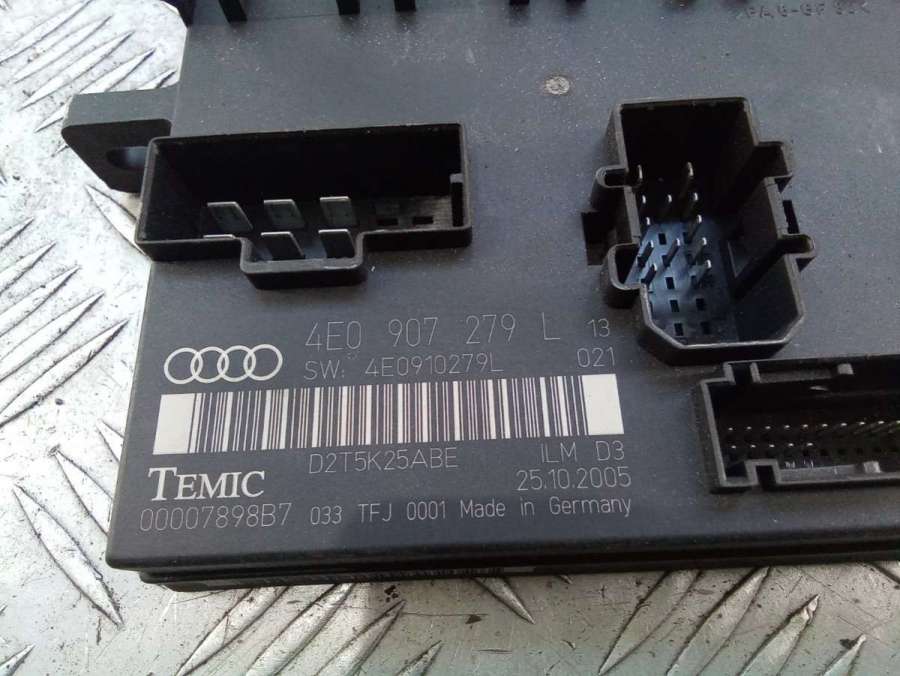 4E0 907 279 L 13
SW: 4E0910279L 021
D2T5K25ABE ILM D3
TEMIC 25.10.2005
00007898B7 033 TFJ 0001 Made in Germany